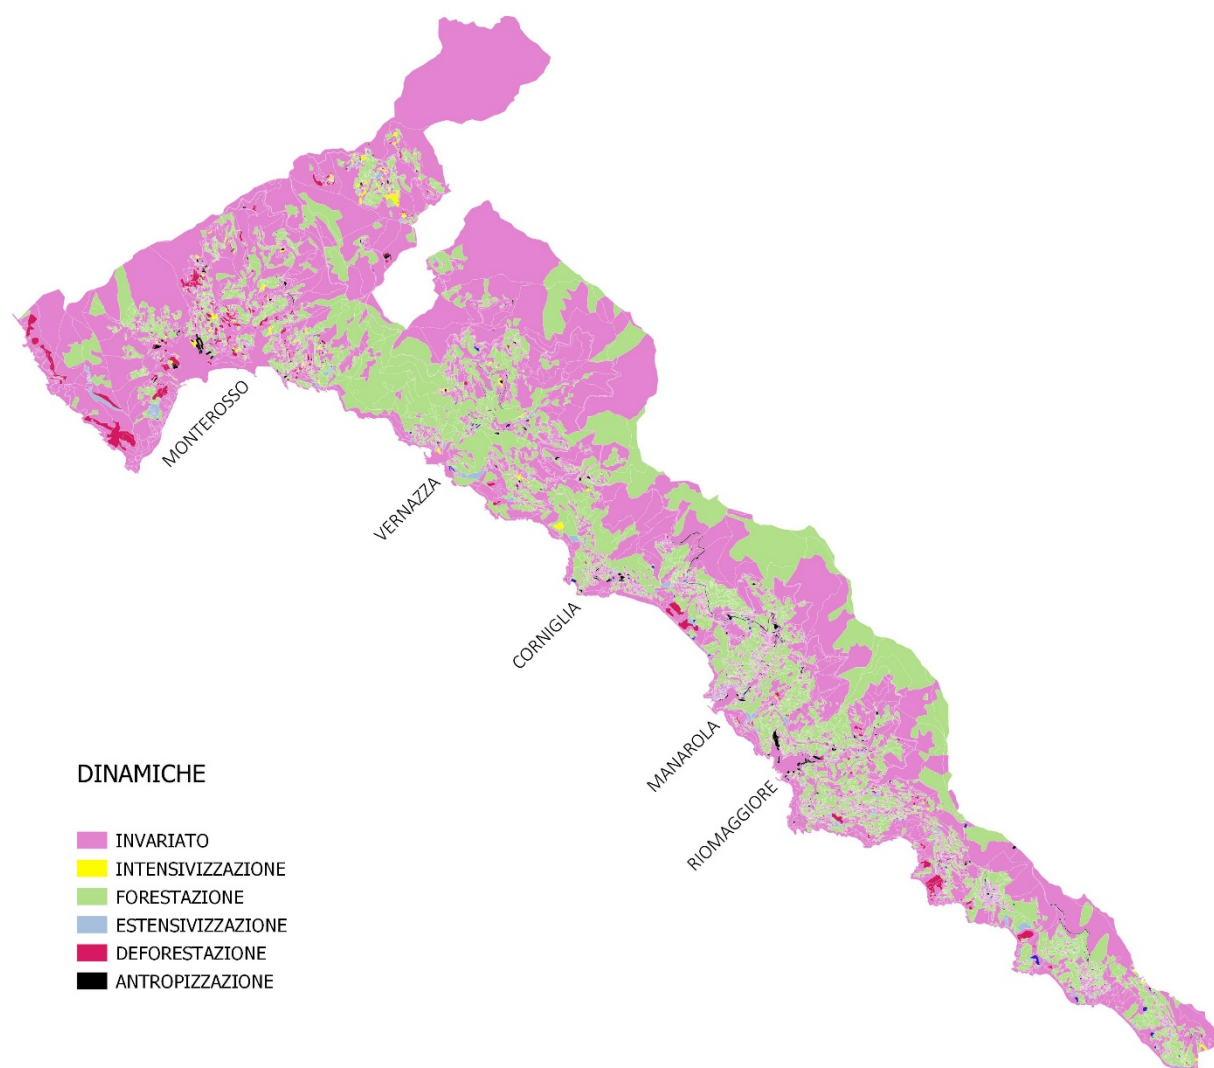 MONTEROSSO
VERNAZZA
CORNIGLIA
MANAROLA
RIOMAGGIORE
DINAMICHE
INVARIATO
INTENSIVIZZAZIONE
FORESTAZIONE
ESTENSIVIZZAZIONE
DEFORESTAZIONE
ANTROPIZZAZIONE